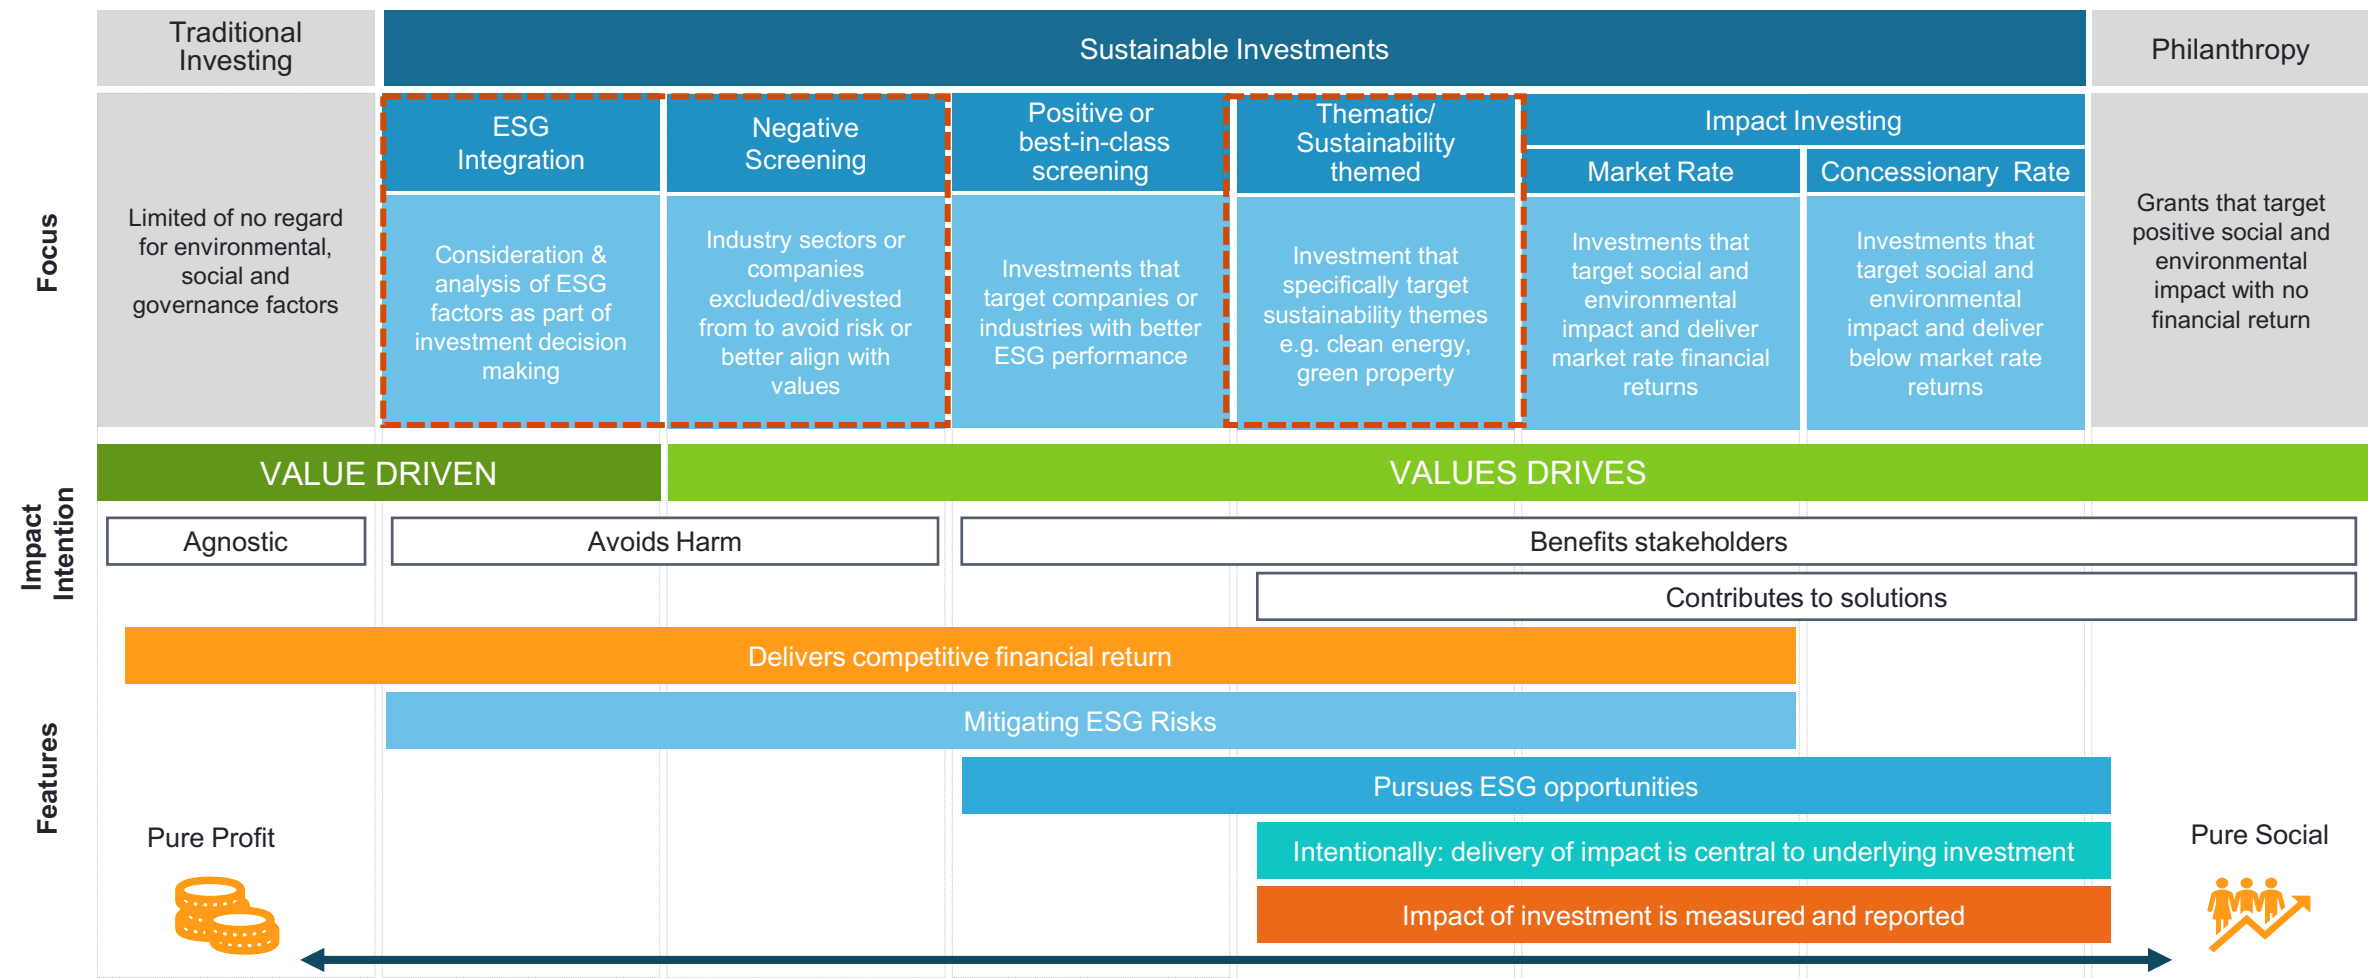 Traditional
Investing
Sustainable Investments
Philanthropy
Focus
Limited of no regard
for environmental,
social and
governance factors
ESG
Integration
Consideration &
analysis of ESG
factors as part of
investment decision
making
Negative
Screening
Industry sectors or
companies
excluded/divested
from to avoid risk or
better align with
values
Positive or
best-in-class
screening
Investments that
target companies or
industries with better
ESG performance
Thematic/
Sustainability
themed
Investment that
specifically target
sustainability themes
e.g. clean energy,
green property
Impact Investing
Market Rate
Investments that
target social and
environmental
impact and deliver
market rate financial
returns
Concessionary Rate
Investments that
target social and
environmental
impact and deliver
below market rate
returns
Grants that target
positive social and
environmental
impact with no
financial return
VALUE DRIVEN
VALUES DRIVES
Impact
Intention
Agnostic
Avoids Harm
Benefits stakeholders
Contributes to solutions
Features
Delivers competitive financial return
Mitigating ESG Risks
Pursues ESG opportunities
Intentionally: delivery of impact is central to underlying investment
Impact of investment is measured and reported
Pure Profit
Pure Social